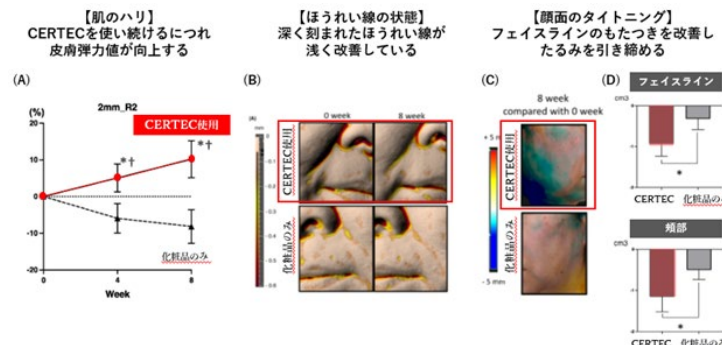 【肌のハリ】
CERTECを使い続けるにつれ
皮膚弾力値が向上する
【ほうれい線の状態】
深く刻まれたほうれい線が
浅く改善している
【顔面のタイトニング】
フェイスラインのもたつきを改善し
たるみを引き締める
(A)
(%)
2mm_R2
CERTEC使用
*†
*†
20
10
0
-10
-20
化粧品のみ
0
4
8
Week
(B)
0 week
8 week
mm
CERTEC使用
化粧品のみ
(C)
8 week
compared with 0 week
+ 5 mm
- 5 mm
CERTEC使用
化粧品のみ
(D)
フェイスライン
cm3
*
CERTEC
化粧品のみ
頬部
cm3
*
CERTEC
化粧品のみ